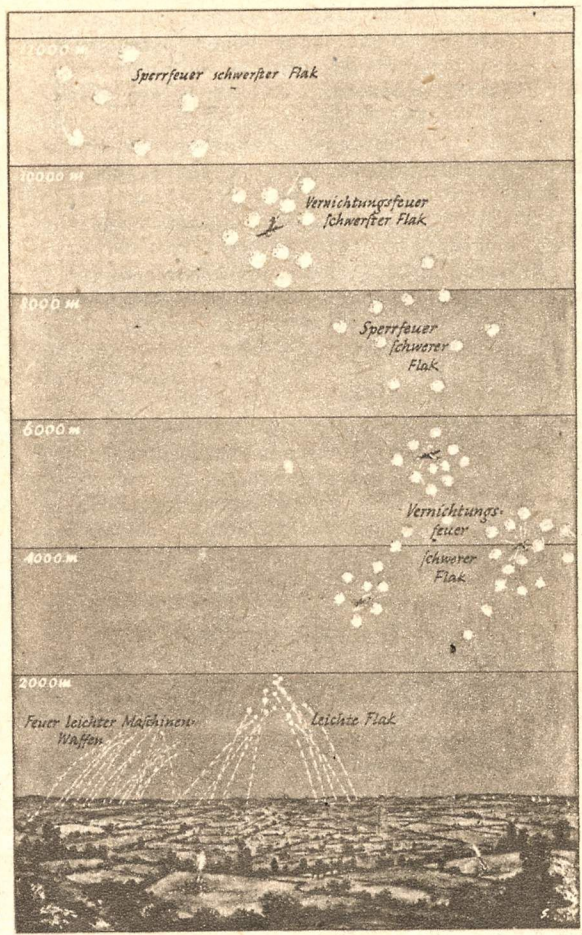 12000 m
Sperrfeuer schwerster Flak
10000 m
Vernichtungsfeuer
schwerster Flak
8000 m
Sperrfeuer
schwerer
Flak
6000 m
Vernichtungs-
feuer
4000 m
schwerer
Flak
2000 m
Feuer leichter Maschinen-
Waffen
Leichte Flak
S.